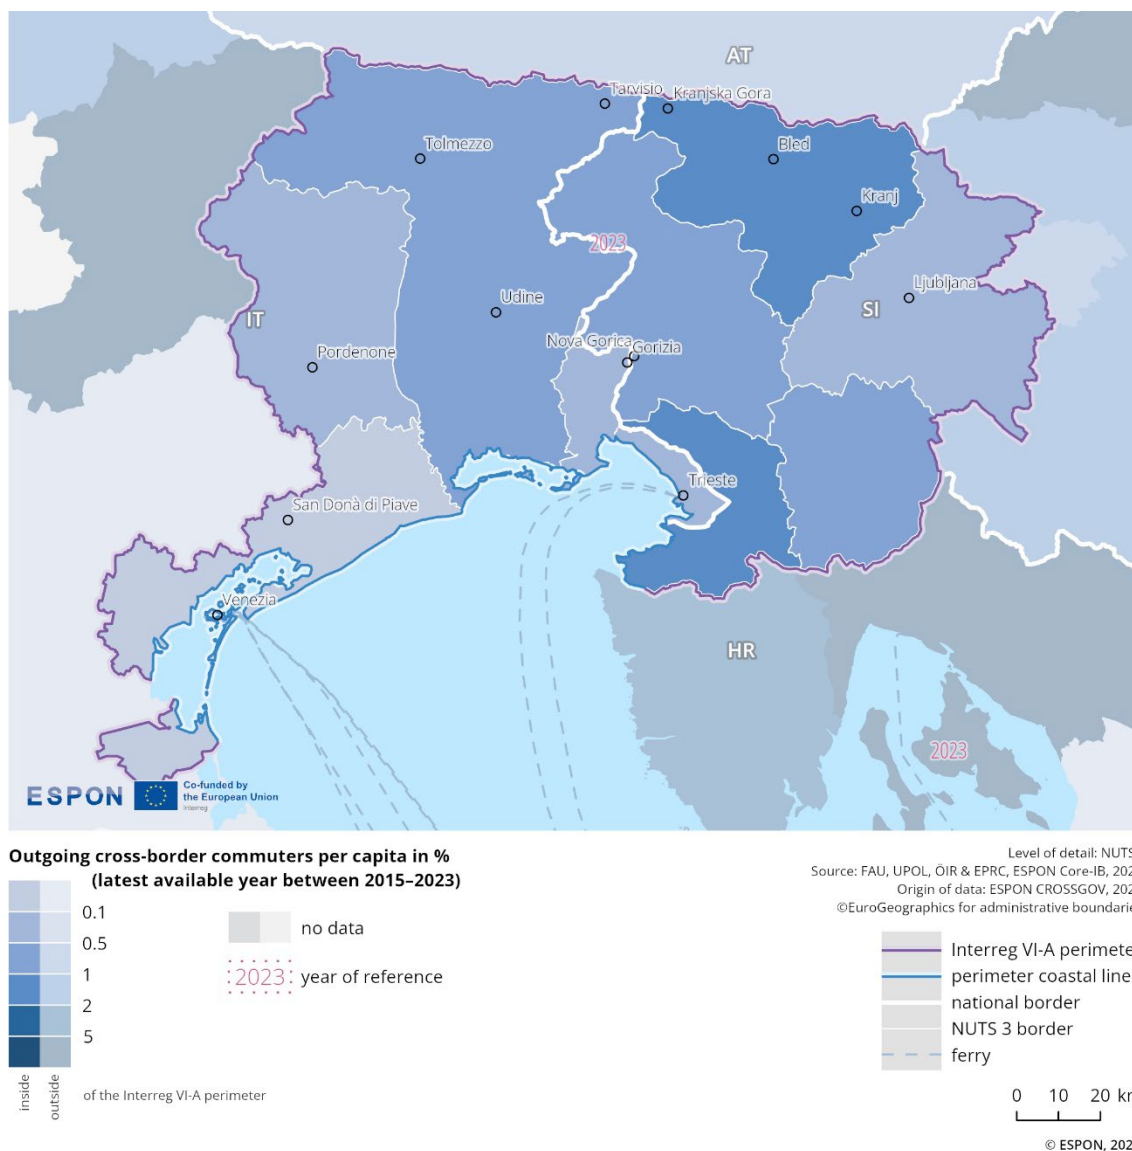 AT
Tarvisio
Kranjska Gora
Tolmezzo
Bled
Kranj
2023
Ljubljana
Udine
SI
IT
Nova Gorica
Gorizia
Pordenone
Trieste
San Donà di Piave
Venezia
HR
2023
ESPON
Co-funded by
the European Union
Interreg
Outgoing cross-border commuters per capita in %
(latest available year between 2015–2023)
0.1
0.5
1
2
5
inside
outside
of the Interreg VI-A perimeter
no data
2023
year of reference
Level of detail: NUTS
Source: FAU, UPOL, ÖIR & EPRC, ESPON Core-IB, 202
Origin of data: ESPON CROSSGOV, 202
©EuroGeographics for administrative boundarie
Interreg VI-A perimete
perimeter coastal line
national border
NUTS 3 border
ferry
0 10 20 k
© ESPON, 202